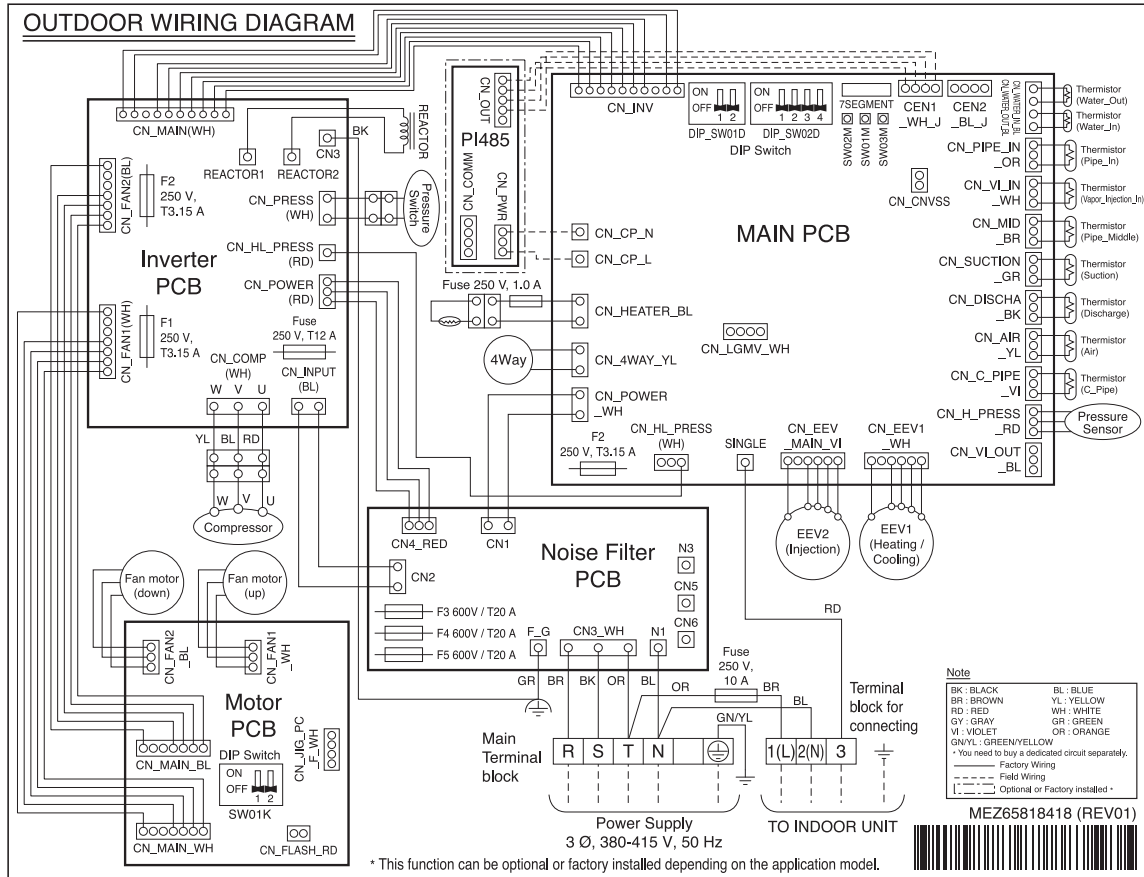 OUTDOOR WIRING DIAGRAM
CN_MAIN(WH)
BK
CN3
REACTOR
REACTOR1
REACTOR2
CN_FAN2(BL)
F2
250 V,
T3.15 A
CN_PRESS
(WH)
Pressure
Switch
CN_HL_PRESS
(RD)
Inverter
PCB
CN_POWER
(RD)
CN_FAN1(WH)
F1
250 V,
T3.15 A
Fuse
250 V, T12 A
CN_COMP
(WH)
CN_INPUT
(BL)
W V U
YL BL RD
W V U
Compressor
CN_OUT
PI485
CN_COMM
CN_PWR
Fuse 250 V, 1.0 A
4Way
CN_INV
ON
OFF
1 2
DIP_SW01D
ON
OFF
1 2 3 4
DIP_SW02D
DIP Switch
7SEGMENT
SW02M
SW01M
SW03M
CEN1
_WH_J
CEN2
_BL_J
CN_WATER_IN_BL
CN_WATER_OUT_BL
Thermistor
(Water_Out)
Thermistor
(Water_In)
CN_PIPE_IN
_OR
Thermistor
(Pipe_In)
CN_CNVSS
CN_VI_IN
_WH
Thermistor
(Vapor_Injection_In)
MAIN PCB
CN_MID
_BR
Thermistor
(Pipe_Middle)
CN_CP_N
CN_CP_L
CN_SUCTION
_GR
Thermistor
(Suction)
CN_DISCHA
_BK
Thermistor
(Discharge)
CN_HEATER_BL
CN_LGMV_WH
CN_AIR
_YL
Thermistor
(Air)
CN_4WAY_YL
CN_C_PIPE
_VI
Thermistor
(C_Pipe)
CN_POWER
_WH
CN_H_PRESS
_RD
Pressure
Sensor
F2
250 V, T3.15 A
CN_HL_PRESS
(WH)
SINGLE
CN_EEV
_MAIN_VI
CN_EEV1
_WH
CN_VI_OUT
_BL
EEV2
(Injection)
EEV1
(Heating /
Cooling)
CN4_RED
CN1
Noise Filter
PCB
N3
CN5
CN6
CN2
F3 600V / T20 A
F4 600V / T20 A
F5 600V / T20 A
F_G
CN3_WH
N1
RD
Fan motor
(down)
Fan motor
(up)
CN_FAN2
_BL
CN_FAN1
_WH
Motor
PCB
CN_MAIN_BL
DIP Switch
ON
OFF
1 2
SW01K
CN_JIG_PC
_F_WH
CN_MAIN_WH
CN_FLASH_RD
GR BR BK OR BL
OR
Fuse
250 V,
10 A
BR
BL
GN/YL
Main
Terminal
block
R S T N
Terminal
block for
connecting
1(L) 2(N) 3
Power Supply
3 Ø, 380-415 V, 50 Hz
TO INDOOR UNIT
Note
BK : BLACK BL : BLUE
BR : BROWN YL : YELLOW
RD : RED WH : WHITE
GY : GRAY GR : GREEN
VI : VIOLET OR : ORANGE
GN/YL : GREEN/YELLOW
* You need to buy a dedicated circuit separately.
Factory Wiring
Field Wiring
Optional or Factory installed *
MEZ65818418 (REV01)
* This function can be optional or factory installed depending on the application model.